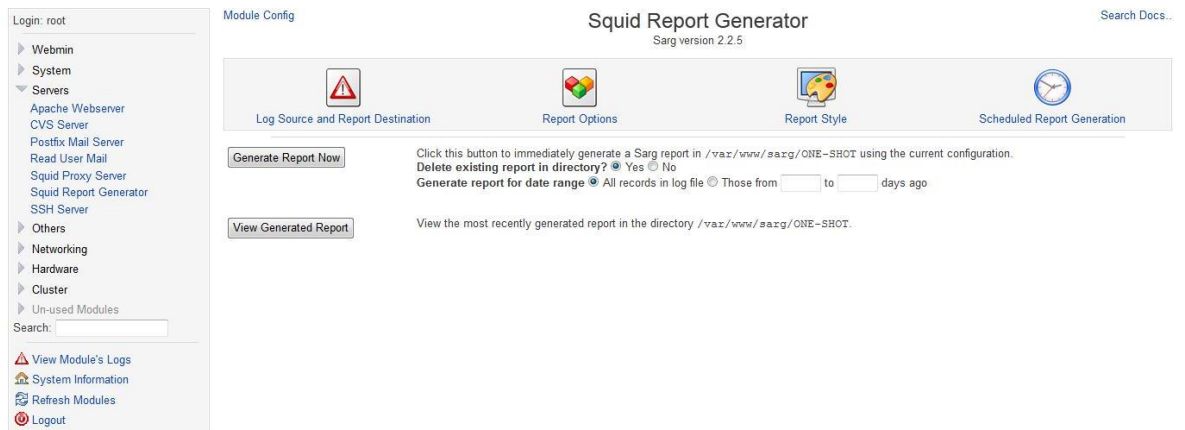 Login: root
Webmin
System
Servers
Apache Webserver
CVS Server
Postfix Mail Server
Read User Mail
Squid Proxy Server
Squid Report Generator
SSH Server
Others
Networking
Hardware
Cluster
Un-used Modules
Search:
View Module's Logs
System Information
Refresh Modules
Logout
Module Config
Squid Report Generator
Search Docs..
Sarg version 2.2.5
Log Source and Report Destination
Report Options
Report Style
Scheduled Report Generation
Generate Report Now
Click this button to immediately generate a Sarg report in /var/www/sarg/ONE-SHOT using the current configuration.
Delete existing report in directory? Yes No
Generate report for date range All records in log file Those from to days ago
View Generated Report
View the most recently generated report in the directory /var/www/sarg/ONE-SHOT.